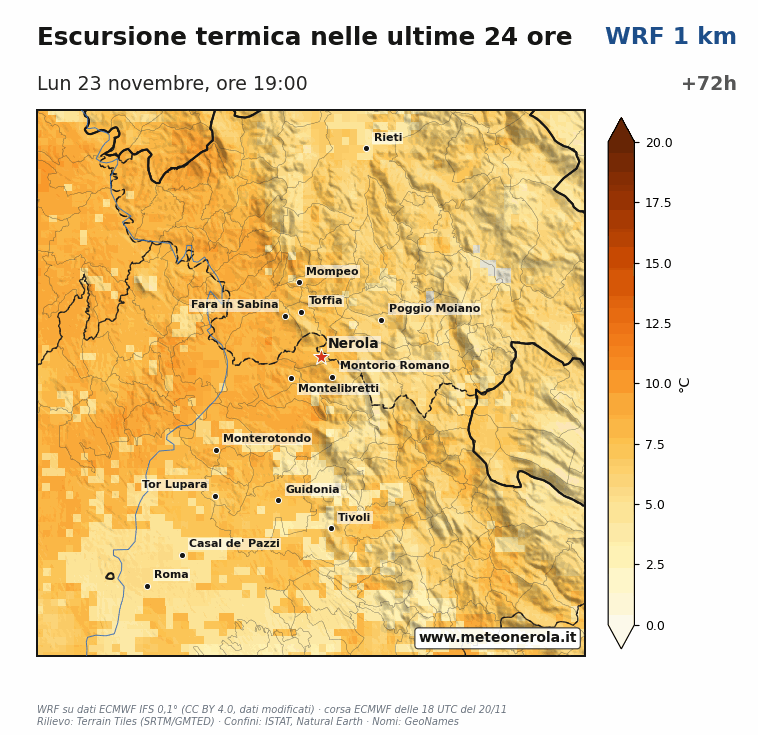 Escursione termica nelle ultime 24 ore
WRF 1 km
Lun 23 novembre, ore 19:00
+72h
Rieti
Mompeo
Fara in Sabina
Toffia
Poggio Moiano
Nerola
Montorio Romano
Montelibretti
Monterotondo
Tor Lupara
Guidonia
Tivoli
Casal de' Pazzi
Roma
www.meteonerola.it
20.0
17.5
15.0
12.5
10.0
7.5
5.0
2.5
0.0
°C
WRF su dati ECMWF IFS 0,1° (CC BY 4.0, dati modificati) · corsa ECMWF delle 18 UTC del 20/11
Rilievo: Terrain Tiles (SRTM/GMTED) · Confini: ISTAT, Natural Earth · Nomi: GeoNames